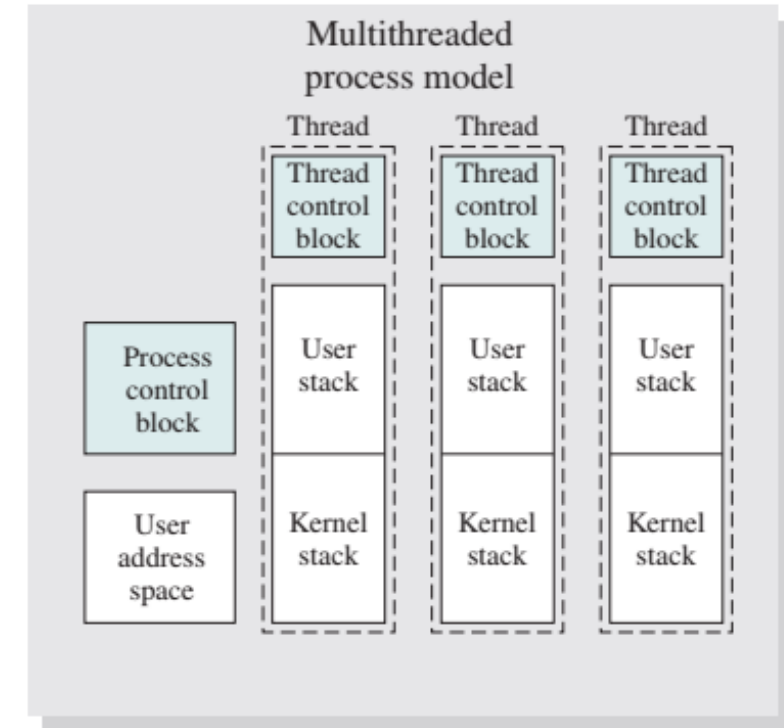 Multithreaded
process model
Thread
Thread
Thread
Thread
control
block
Thread
control
block
Thread
control
block
Process
control
block
User
address
space
User
stack
Kernel
stack
User
stack
Kernel
stack
User
stack
Kernel
stack